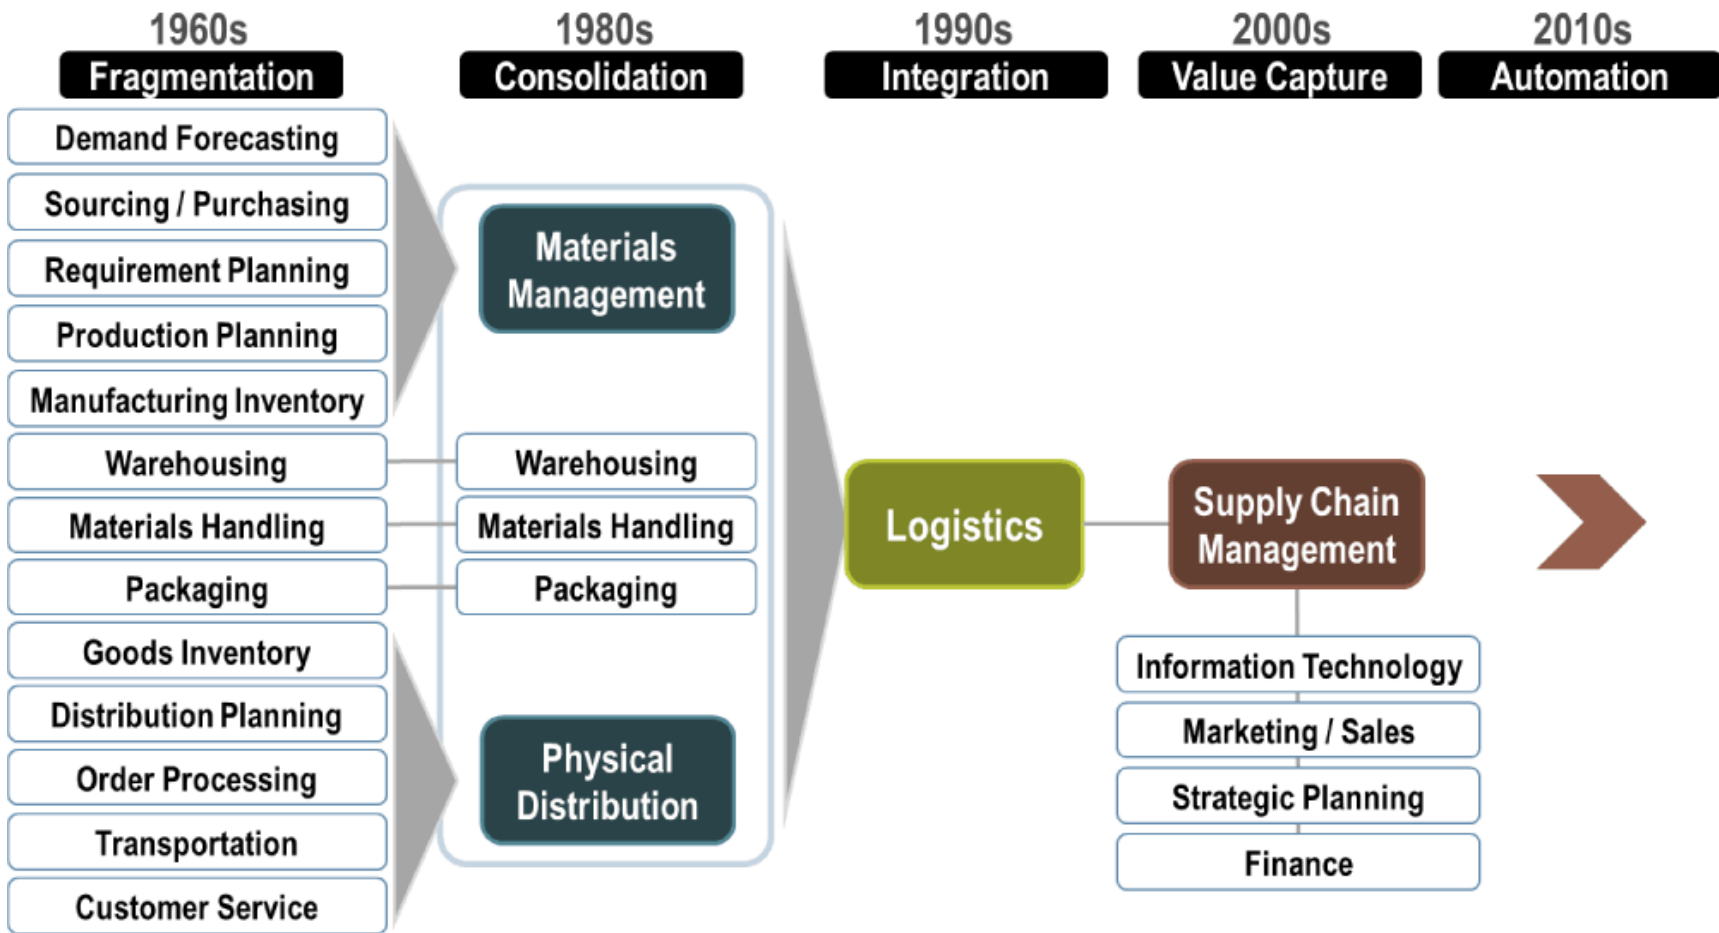 1960s
Fragmentation
Demand Forecasting
Sourcing / Purchasing
Requirement Planning
Production Planning
Manufacturing Inventory
Warehousing
Materials Handling
Packaging
Goods Inventory
Distribution Planning
Order Processing
Transportation
Customer Service
1980s
Consolidation
Materials
Management
Warehousing
Materials Handling
Packaging
Physical
Distribution
1990s
Integration
Logistics
2000s
Value Capture
Supply Chain
Management
Information Technology
Marketing / Sales
Strategic Planning
Finance
2010s
Automation